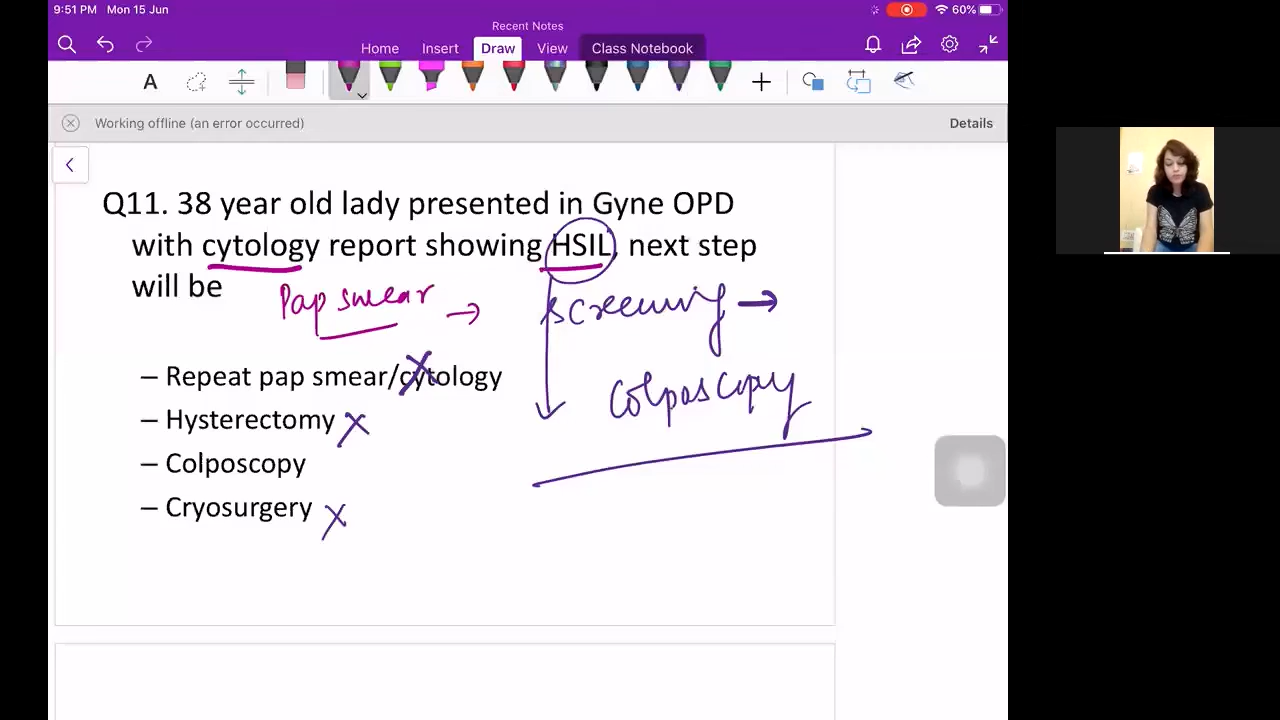 9:51 PM Mon 15 Jun
60%
Recent Notes
Home Insert Draw View Class Notebook
A
Working offline (an error occurred)
Details
Q11. 38 year old lady presented in Gyne OPD
with cytology report showing HSIL, next step
will be
Pap smear → screening →
– Repeat pap smear/cytology
colposcopy
– Hysterectomy x
– Colposcopy
– Cryosurgery x